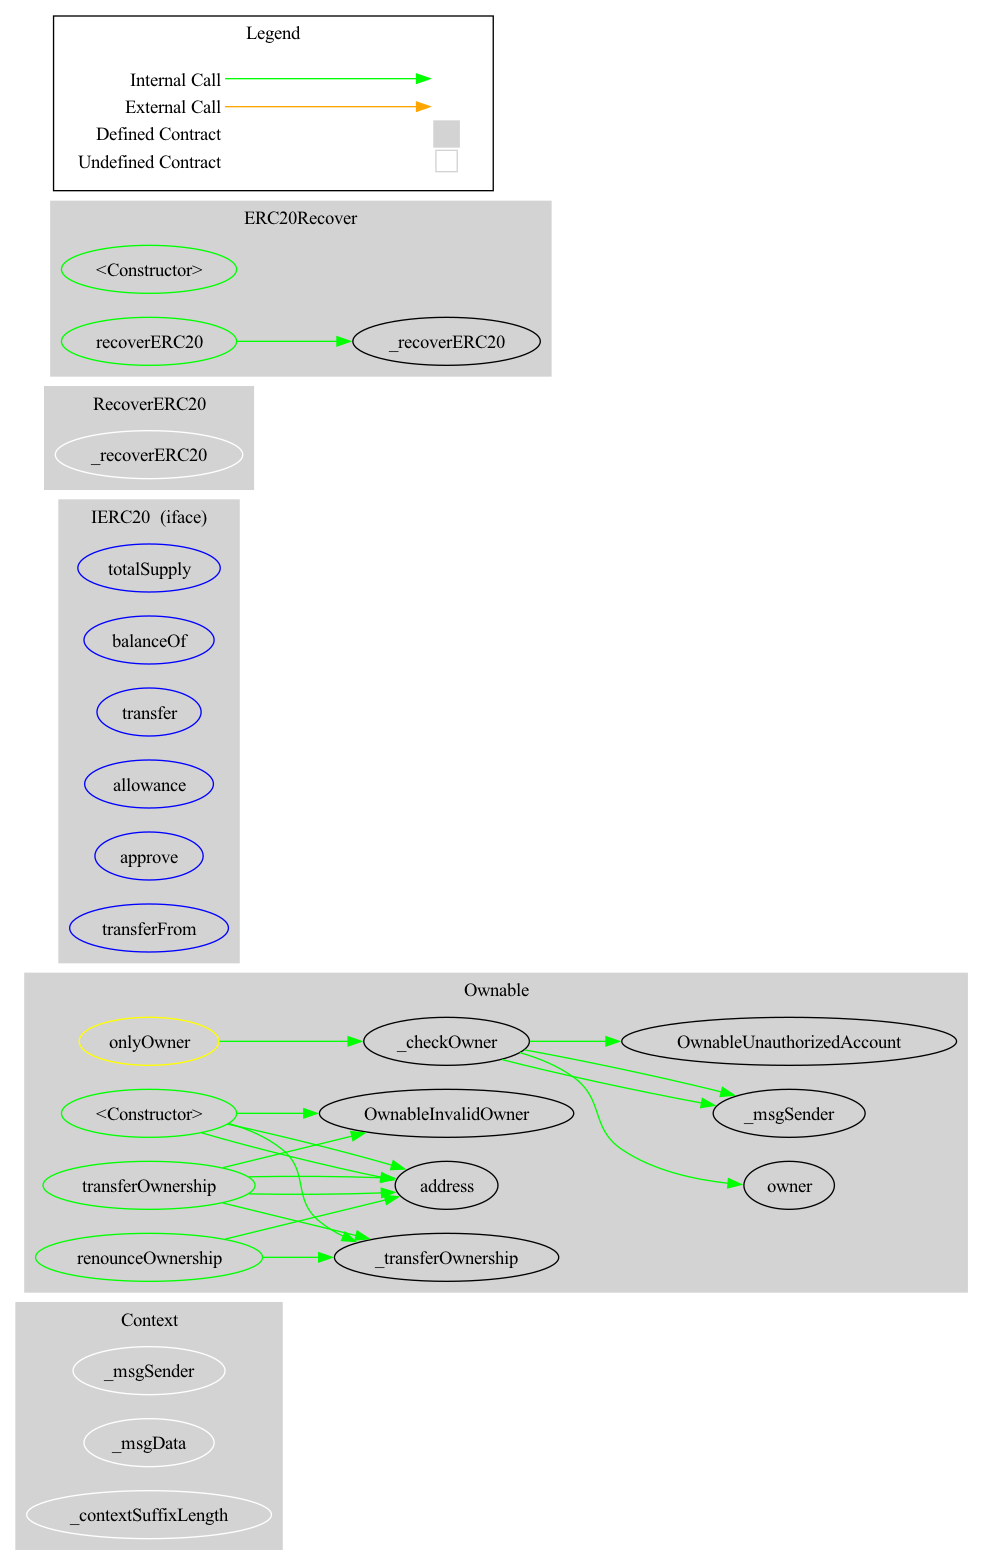 Legend
Internal Call
External Call
Defined Contract
Undefined Contract
ERC20Recover
<Constructor>
recoverERC20
_recoverERC20
RecoverERC20
_recoverERC20
IERC20  (iface)
totalSupply
balanceOf
transfer
allowance
approve
transferFrom
Ownable
onlyOwner
_checkOwner
OwnableUnauthorizedAccount
<Constructor>
OwnableInvalidOwner
_msgSender
transferOwnership
address
owner
renounceOwnership
_transferOwnership
Context
_msgSender
_msgData
_contextSuffixLength